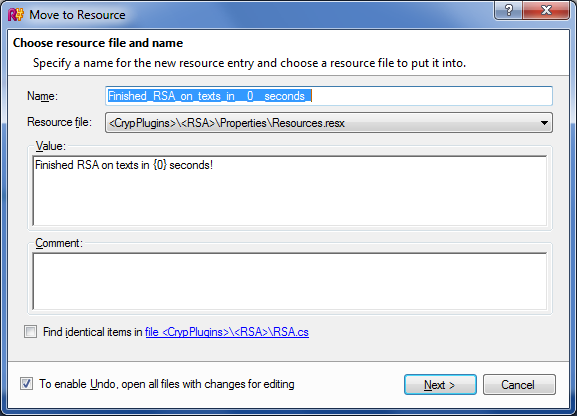 R#
Move to Resource
Choose resource file and name
Specify a name for the new resource entry and choose a resource file to put it into.
Name: Finished_RSA_on_texts_in__0__seconds_
Resource file: <CrypPlugins>\<RSA>\Properties\Resources.resx
Value:
Finished RSA on texts in {0} seconds!
Comment:
Find identical items in file <CrypPlugins>\<RSA>\RSA.cs
To enable Undo, open all files with changes for editing
Next >
Cancel